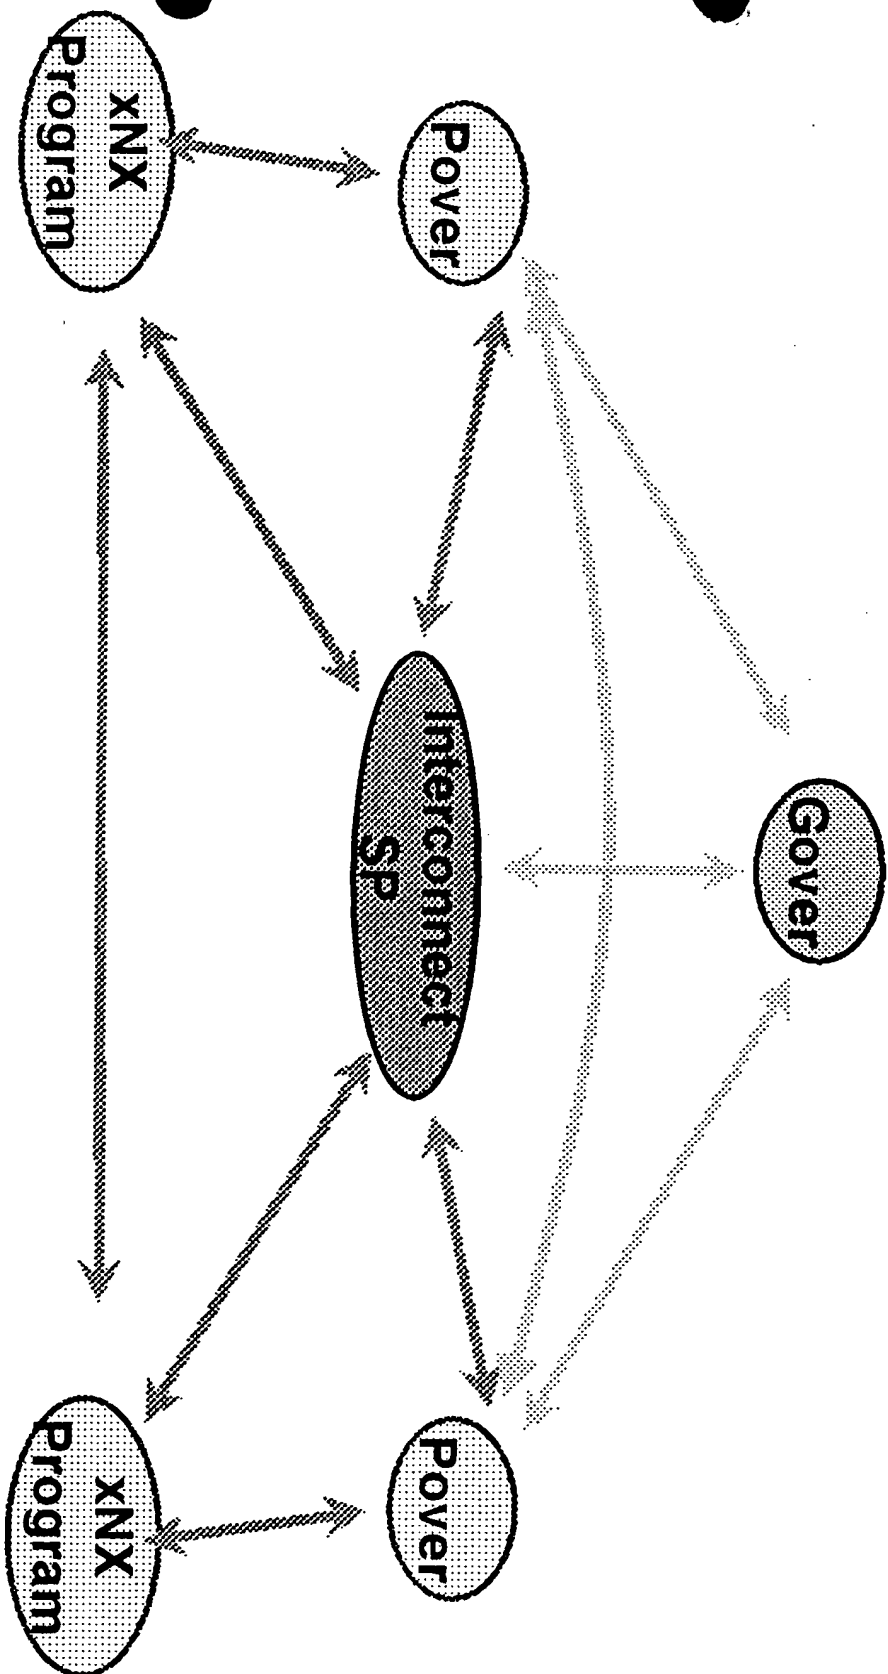 Gover
Pover
Pover
Interconnect
SP
xNX
Program
xNX
Program